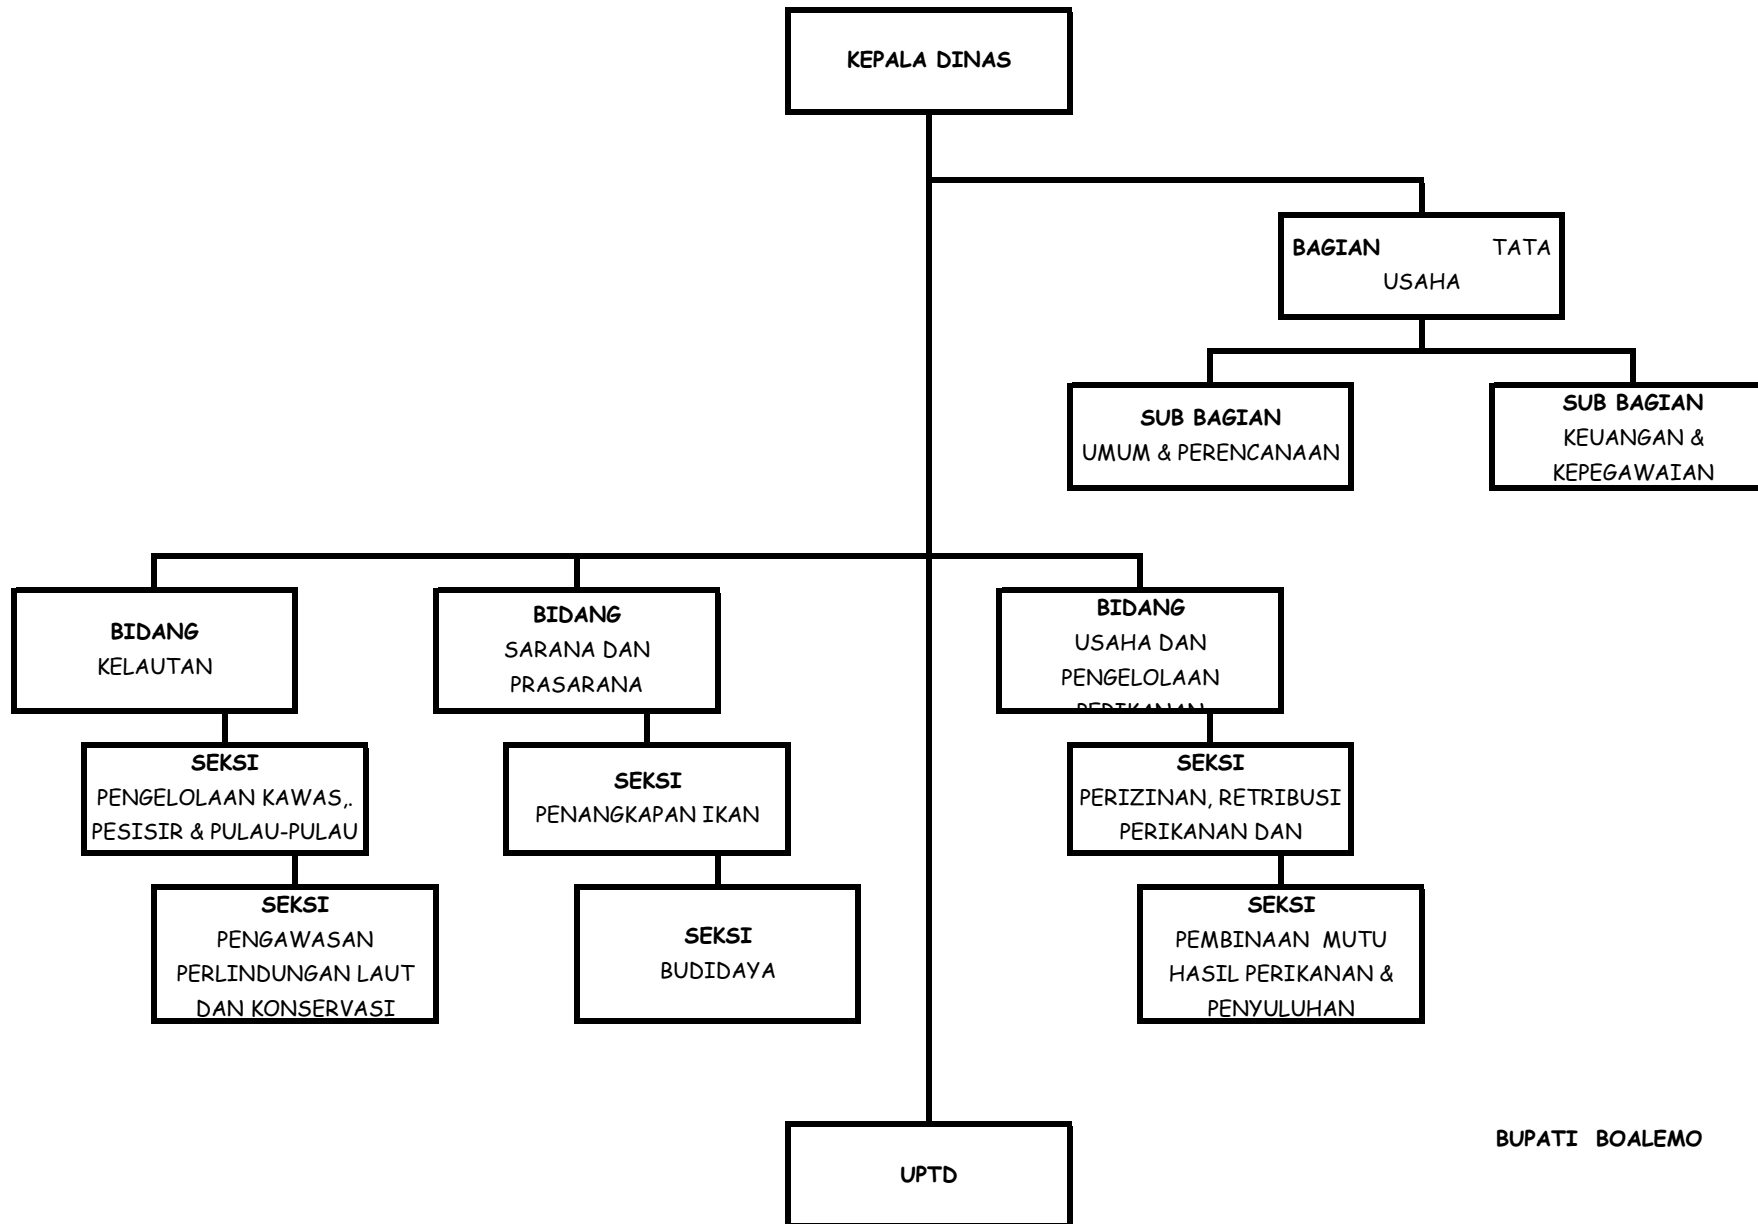 KEPALA DINAS
BAGIAN TATA
USAHA
SUB BAGIAN
UMUM & PERENCANAAN
SUB BAGIAN
KEUANGAN &
KEPEGAWAIAN
BIDANG
KELAUTAN
BIDANG
SARANA DAN
PRASARANA
BIDANG
USAHA DAN
PENGELOLAAN
PERIKANAN
SEKSI
PENGELOLAAN KAWAS,.
PESISIR & PULAU-PULAU
SEKSI
PENANGKAPAN IKAN
SEKSI
PERIZINAN, RETRIBUSI
PERIKANAN DAN
SEKSI
PENGAWASAN
PERLINDUNGAN LAUT
DAN KONSERVASI
SEKSI
BUDIDAYA
SEKSI
PEMBINAAN MUTU
HASIL PERIKANAN &
PENYULUHAN
UPTD
BUPATI BOALEMO